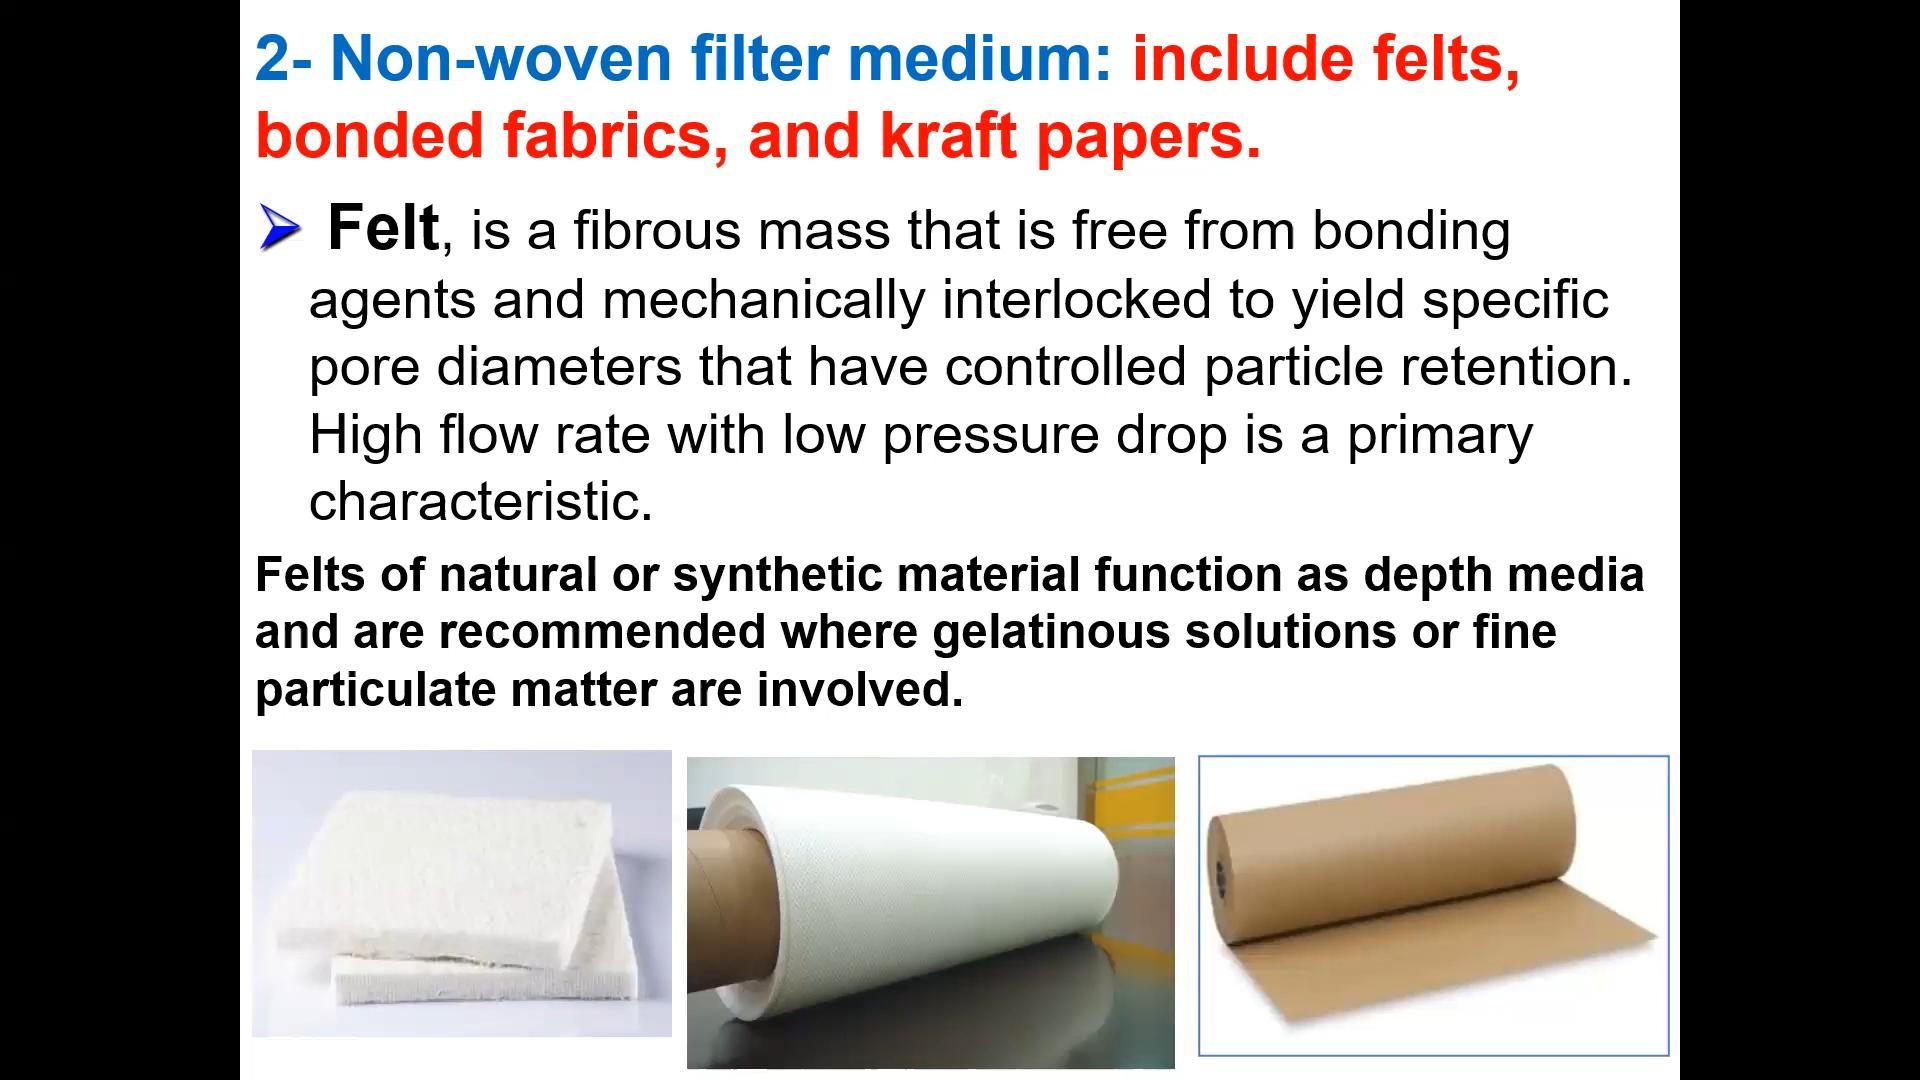 2- Non-woven filter medium: include felts,
bonded fabrics, and kraft papers.
Felt, is a fibrous mass that is free from bonding
agents and mechanically interlocked to yield specific
pore diameters that have controlled particle retention.
High flow rate with low pressure drop is a primary
characteristic.
Felts of natural or synthetic material function as depth media
and are recommended where gelatinous solutions or fine
particulate matter are involved.